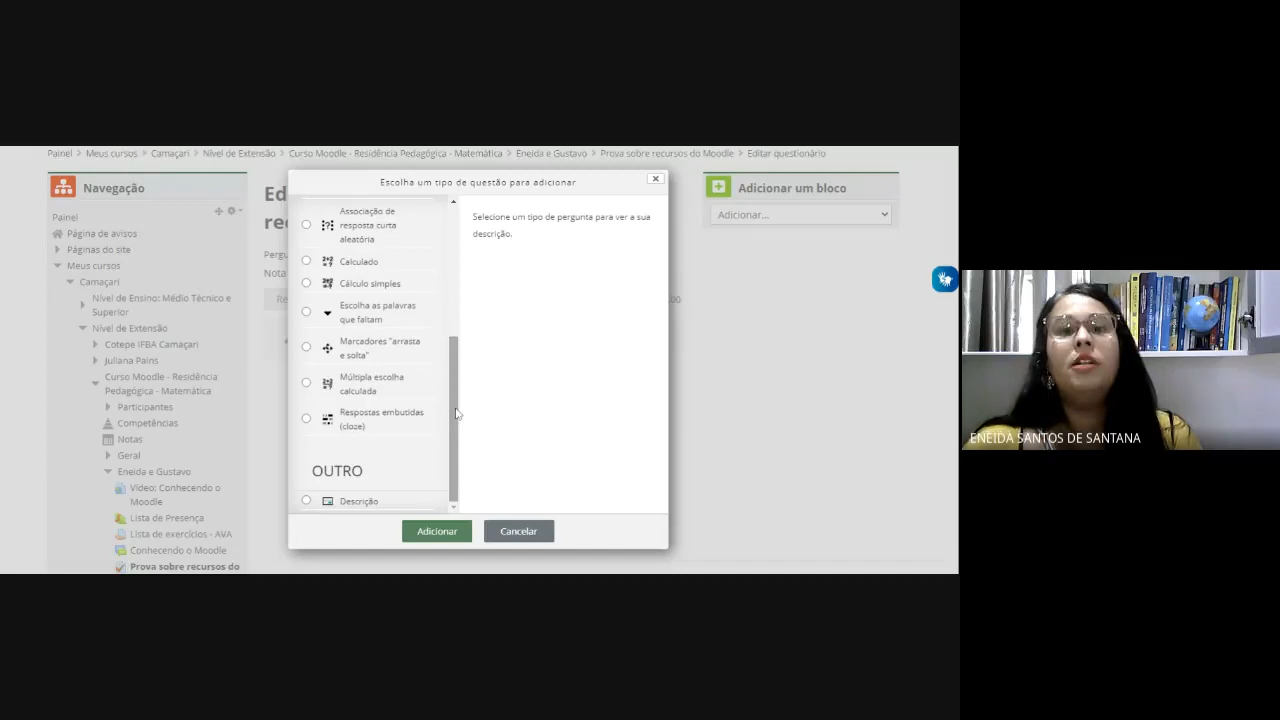 Painel > Meus cursos > Camaçari > Nível de Extensão > Curso Moodle - Residência Pedagógica - Matemática > Eneida e Gustavo > Prova sobre recursos do Moodle > Editar questionário
Navegação
Painel
Página de avisos
Páginas do site
Meus cursos
Camaçari
Nível de Ensino: Médio Técnico e
Superior
Nível de Extensão
Cotepe IFBA Camaçari
Juliana Pains
Curso Moodle - Residência
Pedagógica - Matemática
Participantes
Competências
Notas
Geral
Eneida e Gustavo
Vídeo: Conhecendo o
Moodle
Lista de Presença
Lista de exercícios - AVA
Conhecendo o Moodle
Prova sobre recursos do
Ed
re
Perg
Nota
Re
Escolha um tipo de questão para adicionar
Associação de
resposta curta
aleatória
Calculado
Cálculo simples
Escolha as palavras
que faltam
Marcadores "arrasta
e solta"
Múltipla escolha
calculada
Respostas embutidas
(cloze)
OUTRO
Descrição
Selecione um tipo de pergunta para ver a sua
descrição.
Adicionar
Cancelar
00
Adicionar um bloco
Adicionar...
ENEIDA SANTOS DE SANTANA